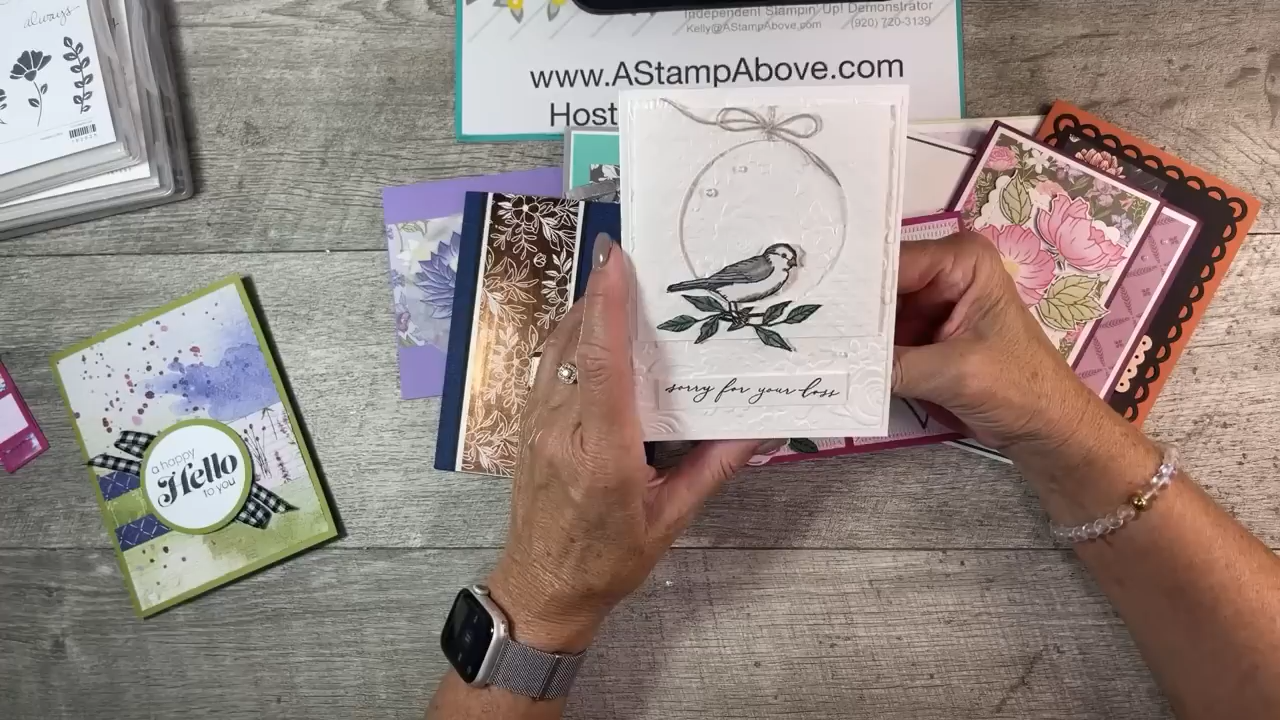 always
Independent Stampin' Up! Demonstrator
Kelly@AStampAbove.com (920) 720-3139
www.AStampAbove.com
Host
sorry for your loss
a happy
Hello
to you